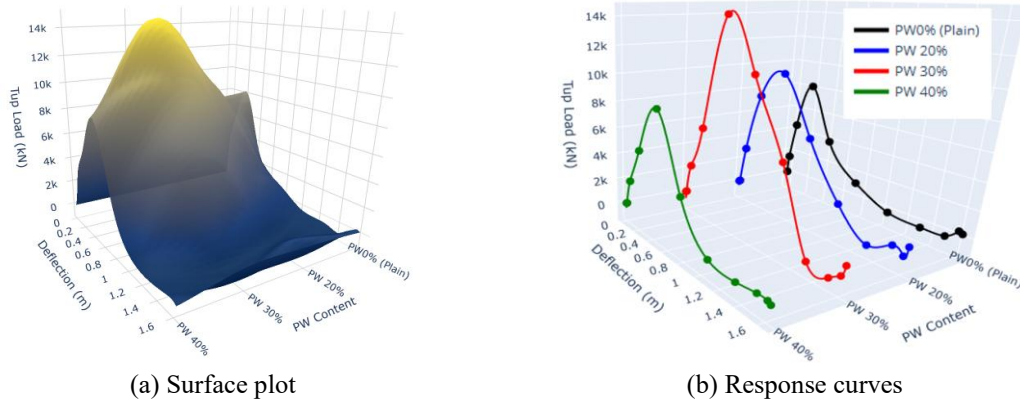 14k
12k
10k
8k
6k
4k
2k
0
Tup Load (kN)
0
0.2
0.4
0.6
0.8
1
1.2
1.4
1.6
Deflection (m)
PW0% (Plain)
PW 20%
PW 30%
PW 40%
PW Content
(a) Surface plot
14k
12k
10k
8k
6k
4k
2k
0
Tup Load (kN)
0
0.2
0.4
0.6
0.8
1
1.2
1.4
1.6
Deflection (m)
PW0% (Plain)
PW 20%
PW 30%
PW 40%
PW Content
PW0% (Plain)
PW 20%
PW 30%
PW 40%
(b) Response curves